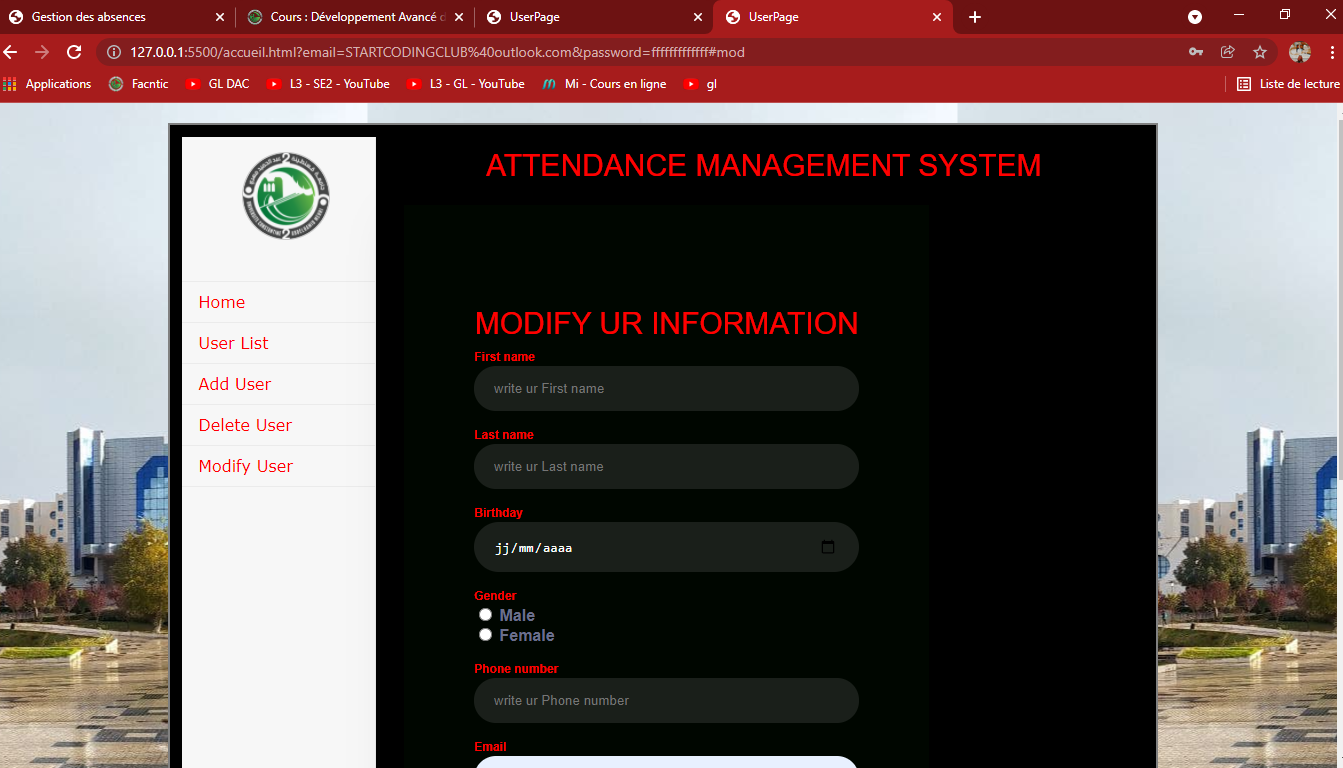 Gestion des absences
Cours : Développement Avancé d
UserPage
UserPage
127.0.0.1:5500/accueil.html?email=STARTCODINGCLUB%40outlook.com&password=fffffffffffff#mod
Applications
Facntic
GL DAC
L3 - SE2 - YouTube
L3 - GL - YouTube
Mi - Cours en ligne
gl
Liste de lecture
ATTENDANCE MANAGEMENT SYSTEM
Home
User List
Add User
Delete User
Modify User
MODIFY UR INFORMATION
First name
write ur First name
Last name
write ur Last name
Birthday
jj/mm/aaaa
Gender
Male
Female
Phone number
write ur Phone number
Email